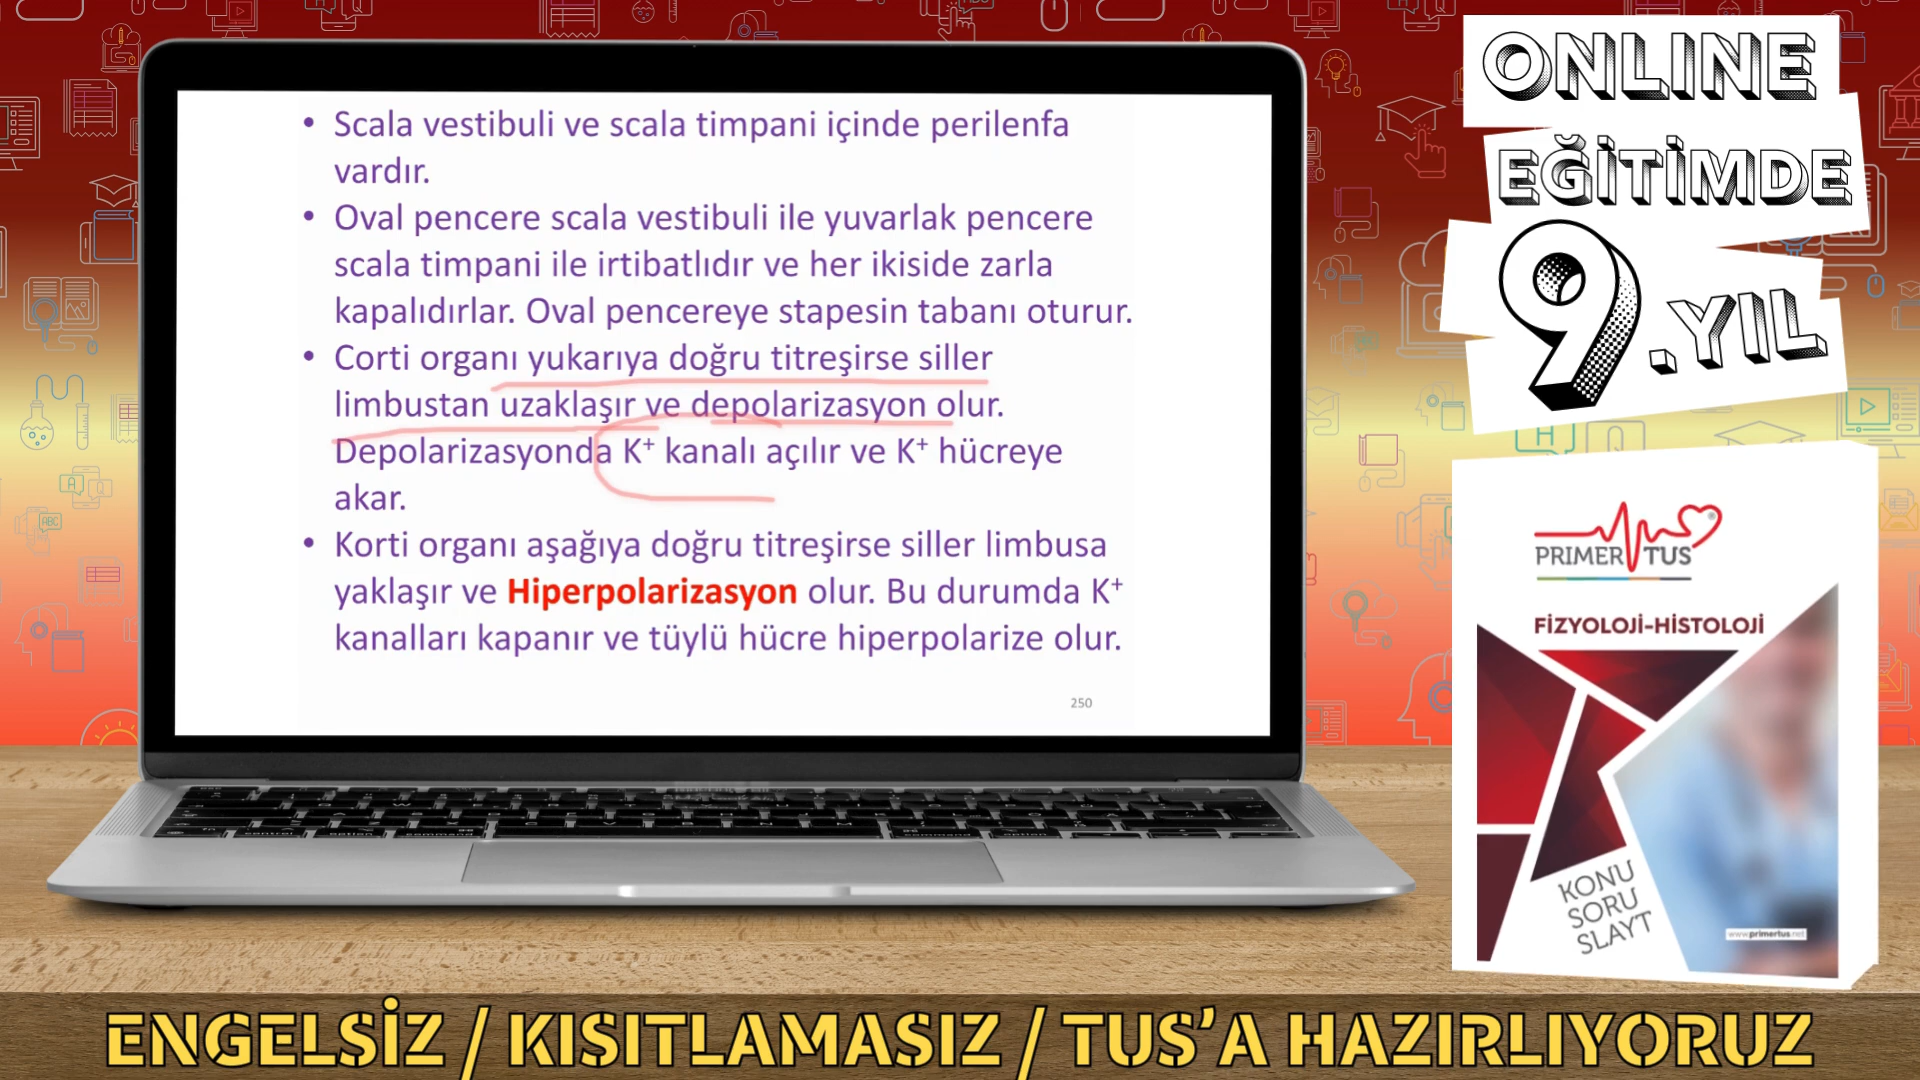 • Scala vestibuli ve scala timpani içinde perilenfa
vardır.
• Oval pencere scala vestibuli ile yuvarlak pencere
scala timpani ile irtibatlıdır ve her ikiside zarla
kapalıdırlar. Oval pencereye stapesin tabanı oturur.
• Corti organı yukarıya doğru titreşirse siller
limbustan uzaklaşır ve depolarizasyon olur.
Depolarizasyonda K⁺ kanalı açılır ve K⁺ hücreye
akar.
• Korti organı aşağıya doğru titreşirse siller limbusa
yaklaşır ve Hiperpolarizasyon olur. Bu durumda K⁺
kanalları kapanır ve tüylü hücre hiperpolarize olur.
250
ONLINE
EĞİTİMDE
9.YIL
PRIMER TUS
FİZYOLOJİ-HİSTOLOJİ
KONU
SORU
SLAYT
www.primertus.net
ENGELSİZ / KISITLAMASIZ / TUS'A HAZIRLIYORUZ